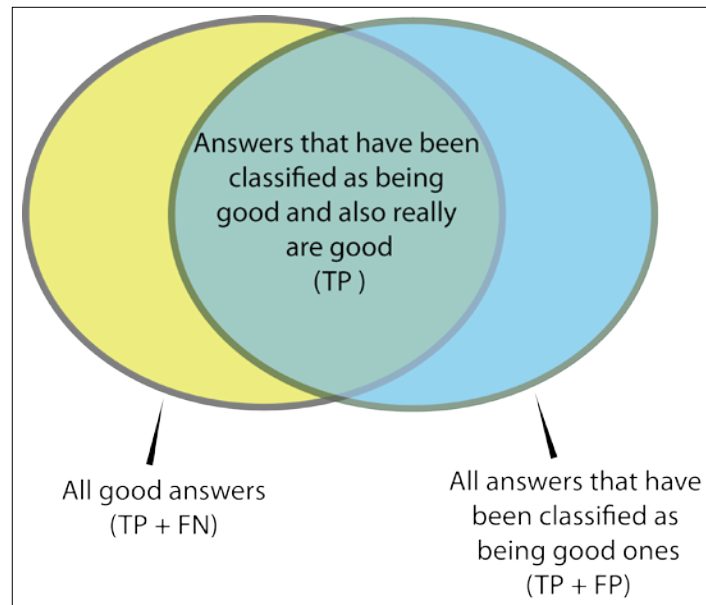 Answers that have been
classified as being
good and also really
are good
(TP )
All good answers
(TP + FN)
All answers that have
been classified as
being good ones
(TP + FP)